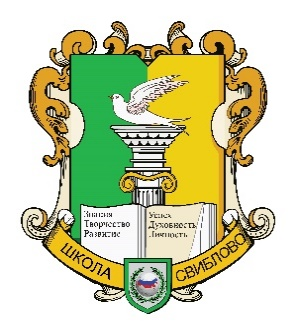 Знания
Творчество
Развитие
Успех
Духовность
Личность
ШКОЛА СВИБЛОВО